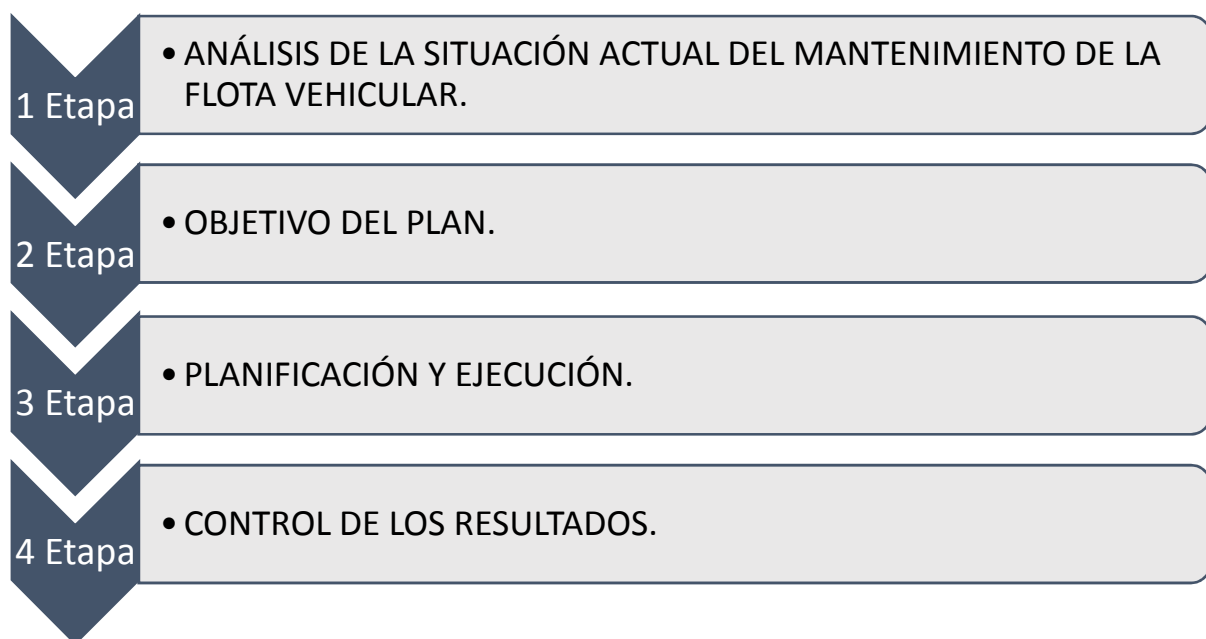 1 Etapa
• ANÁLISIS DE LA SITUACIÓN ACTUAL DEL MANTENIMIENTO DE LA
FLOTA VEHICULAR.
2 Etapa
• OBJETIVO DEL PLAN.
3 Etapa
• PLANIFICACIÓN Y EJECUCIÓN.
4 Etapa
• CONTROL DE LOS RESULTADOS.